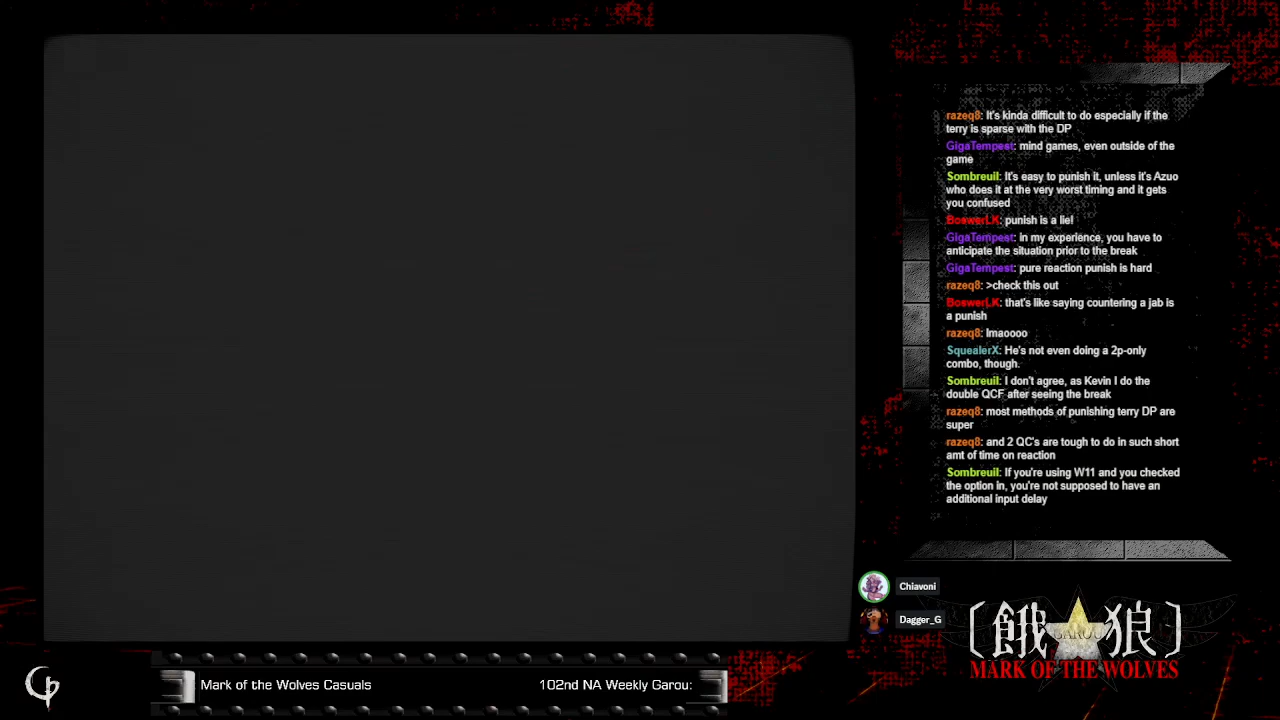 razeq8: It's kinda difficult to do especially if the
terry is sparse with the DP
GigaTempest: mind games, even outside of the
game
Sombreuil: It's easy to punish it, unless it's Azuo
who does it at the very worst timing and it gets
you confused
BoswerLK: punish is a lie!
GigaTempest: in my experience, you have to
anticipate the situation prior to the break
GigaTempest: pure reaction punish is hard
razeq8: >check this out
BoswerLK: that's like saying countering a jab is
a punish
razeq8: lmaoooo
SquealerX: He's not even doing a 2p-only
combo, though.
Sombreuil: I don't agree, as Kevin I do the
double QCF after seeing the break
razeq8: most methods of punishing terry DP are
super
razeq8: and 2 QC's are tough to do in such short
amt of time on reaction
Sombreuil: If you're using W11 and you checked
the option in, you're not supposed to have an
additional input delay
Chiavoni
Dagger_G
餓狼
GAROU
MARK OF THE WOLVES
Mark of the Wolves Casuals
102nd NA Weekly Garou: